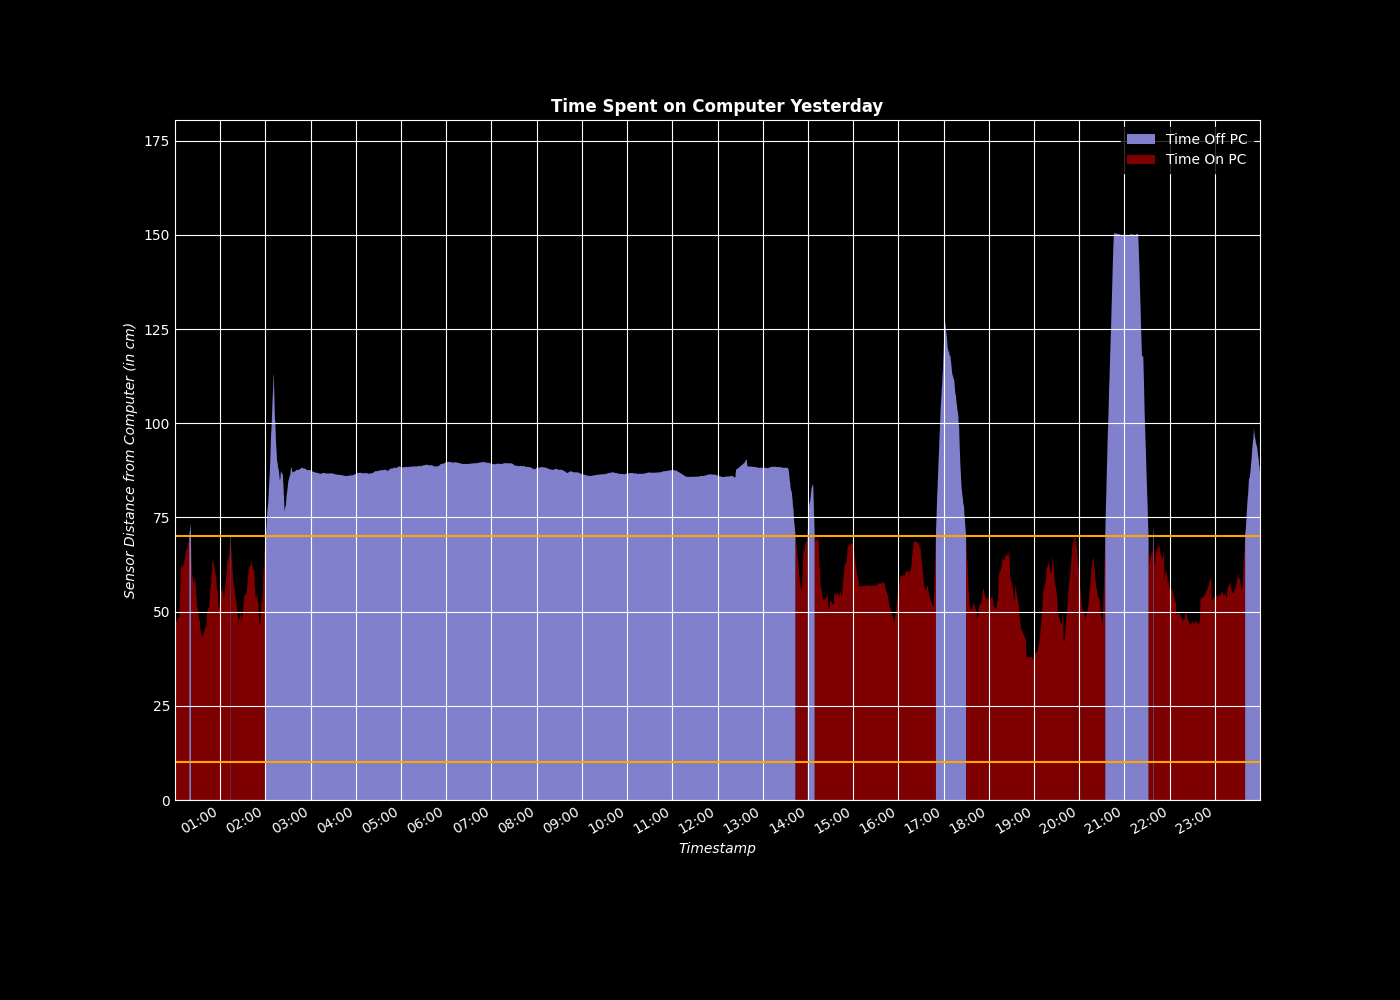 Time Spent on Computer Yesterday
Time Off PC
Time On PC
175
150
125
100
75
50
25
0
Sensor Distance from Computer (in cm)
01:00 02:00 03:00 04:00 05:00 06:00 07:00 08:00 09:00 10:00 11:00 12:00 13:00 14:00 15:00 16:00 17:00 18:00 19:00 20:00 21:00 22:00 23:00
Timestamp